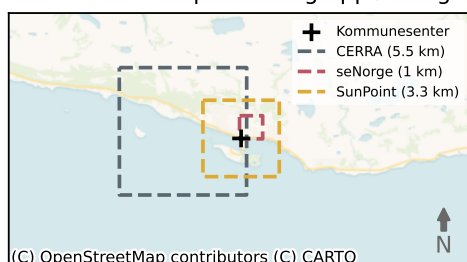 Kommunesenter
CERRA (5.5 km)
seNorge (1 km)
SunPoint (3.3 km)
N
(C) OpenStreetMap contributors (C) CARTO